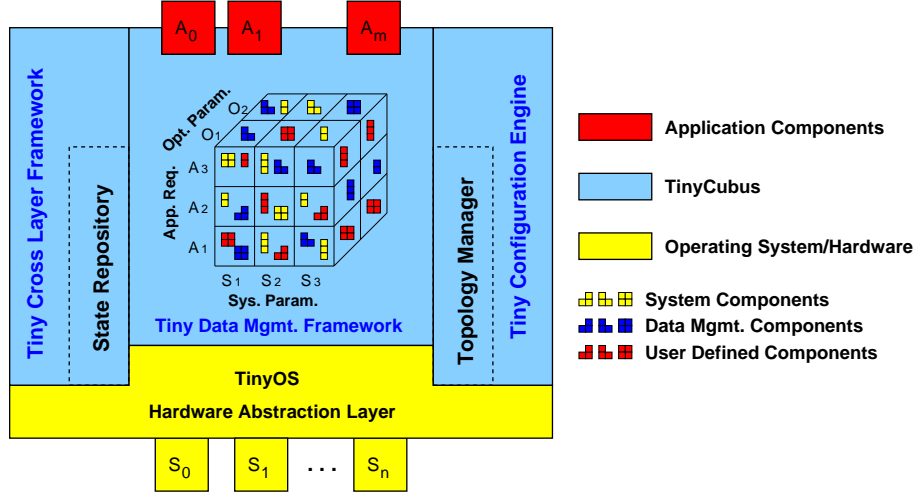 A0 A1 Am
Tiny Cross Layer Framework
State Repository
Opt. Param.
O2
O1
App. Req.
A3
A2
A1
S1 S2 S3
Sys. Param.
Tiny Data Mgmt. Framework
Topology Manager
Tiny Configuration Engine
TinyOS
Hardware Abstraction Layer
S0 S1 . . . Sn
Application Components
TinyCubus
Operating System/Hardware
System Components
Data Mgmt. Components
User Defined Components